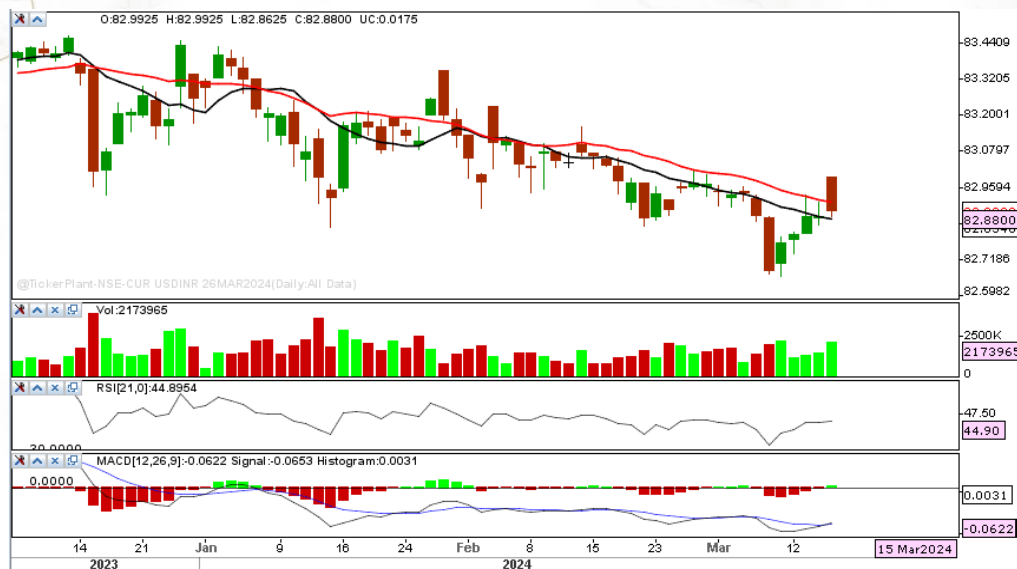 O:82.9925 H:82.9925 L:82.8625 C:82.8800 UC:0.0175
83.4409
83.3205
83.2001
83.0797
82.9594
82.8800
82.7186
82.5982
@TickerPlant-NSE-CUR USDINR 26MAR2024(Daily:All Data)
Vol:2173965
2500K
2173965
0
RSI[21,0]:44.8954
47.50
44.90
MACD[12,26,9]:-0.0622 Signal:-0.0653 Histogram:0.0031
0.0000
0.0031
-0.0622
14 21 Jan 9 16 24 Feb 8 15 23 Mar 12 15 Mar2024
2023 2024